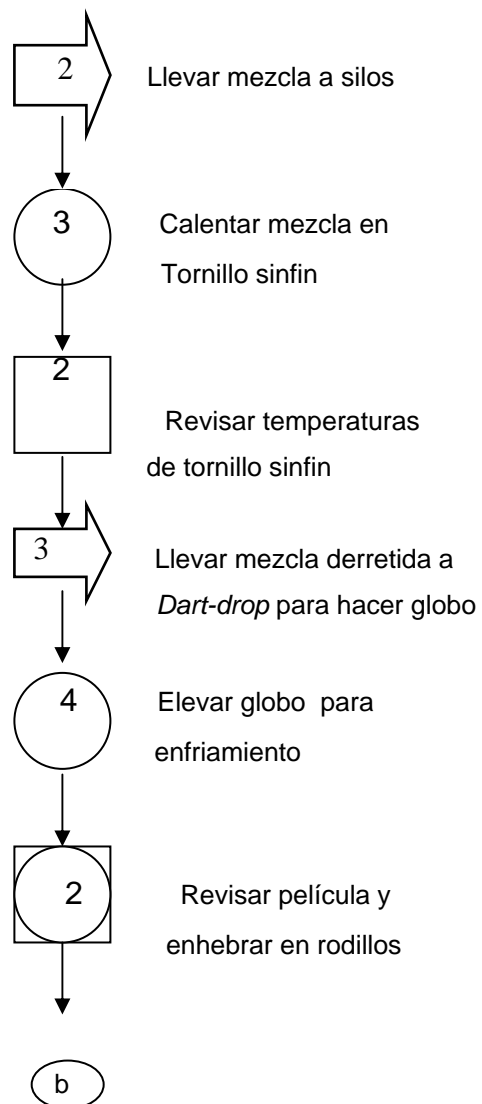 2
Llevar mezcla a silos
3
Calentar mezcla en
Tornillo sinfin
2
Revisar temperaturas
de tornillo sinfin
3
Llevar mezcla derretida a
Dart-drop para hacer globo
4
Elevar globo para
enfriamiento
2
Revisar película y
enhebrar en rodillos
b